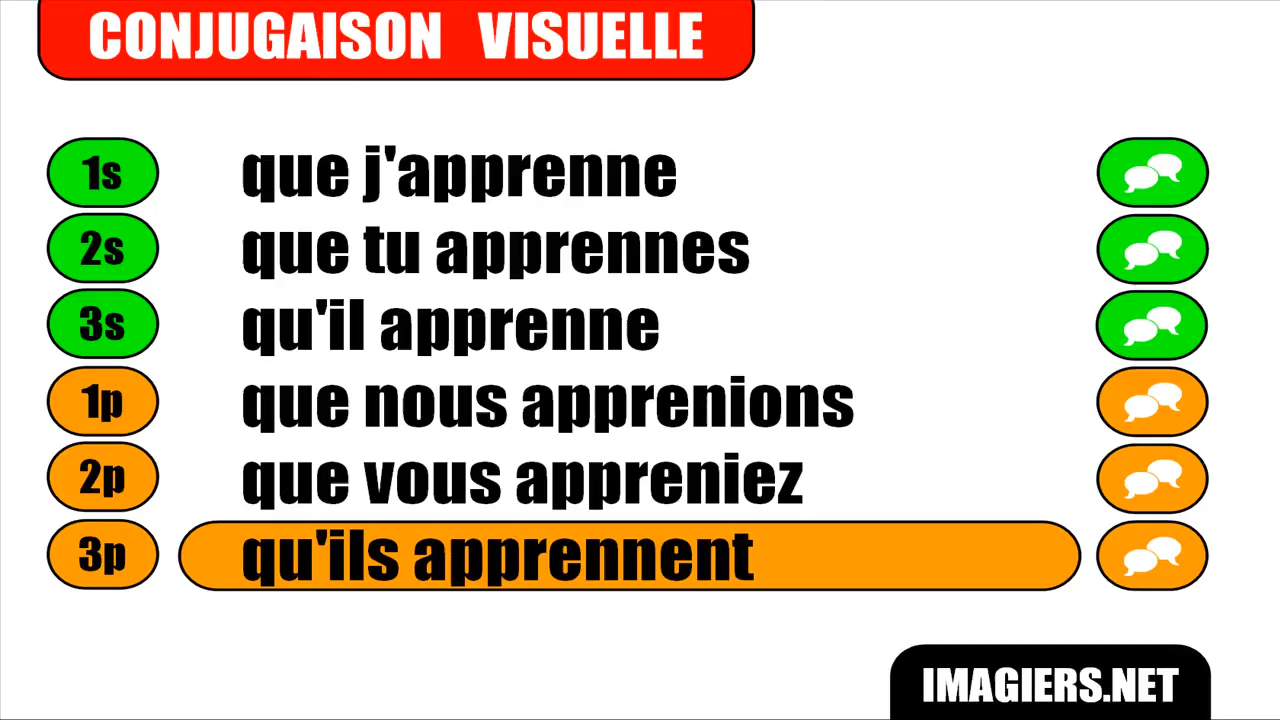 CONJUGAISON VISUELLE
1s que j'apprenne
2s que tu apprennes
3s qu'il apprenne
1p que nous apprenions
2p que vous appreniez
3p qu'ils apprennent
IMAGIERS.NET